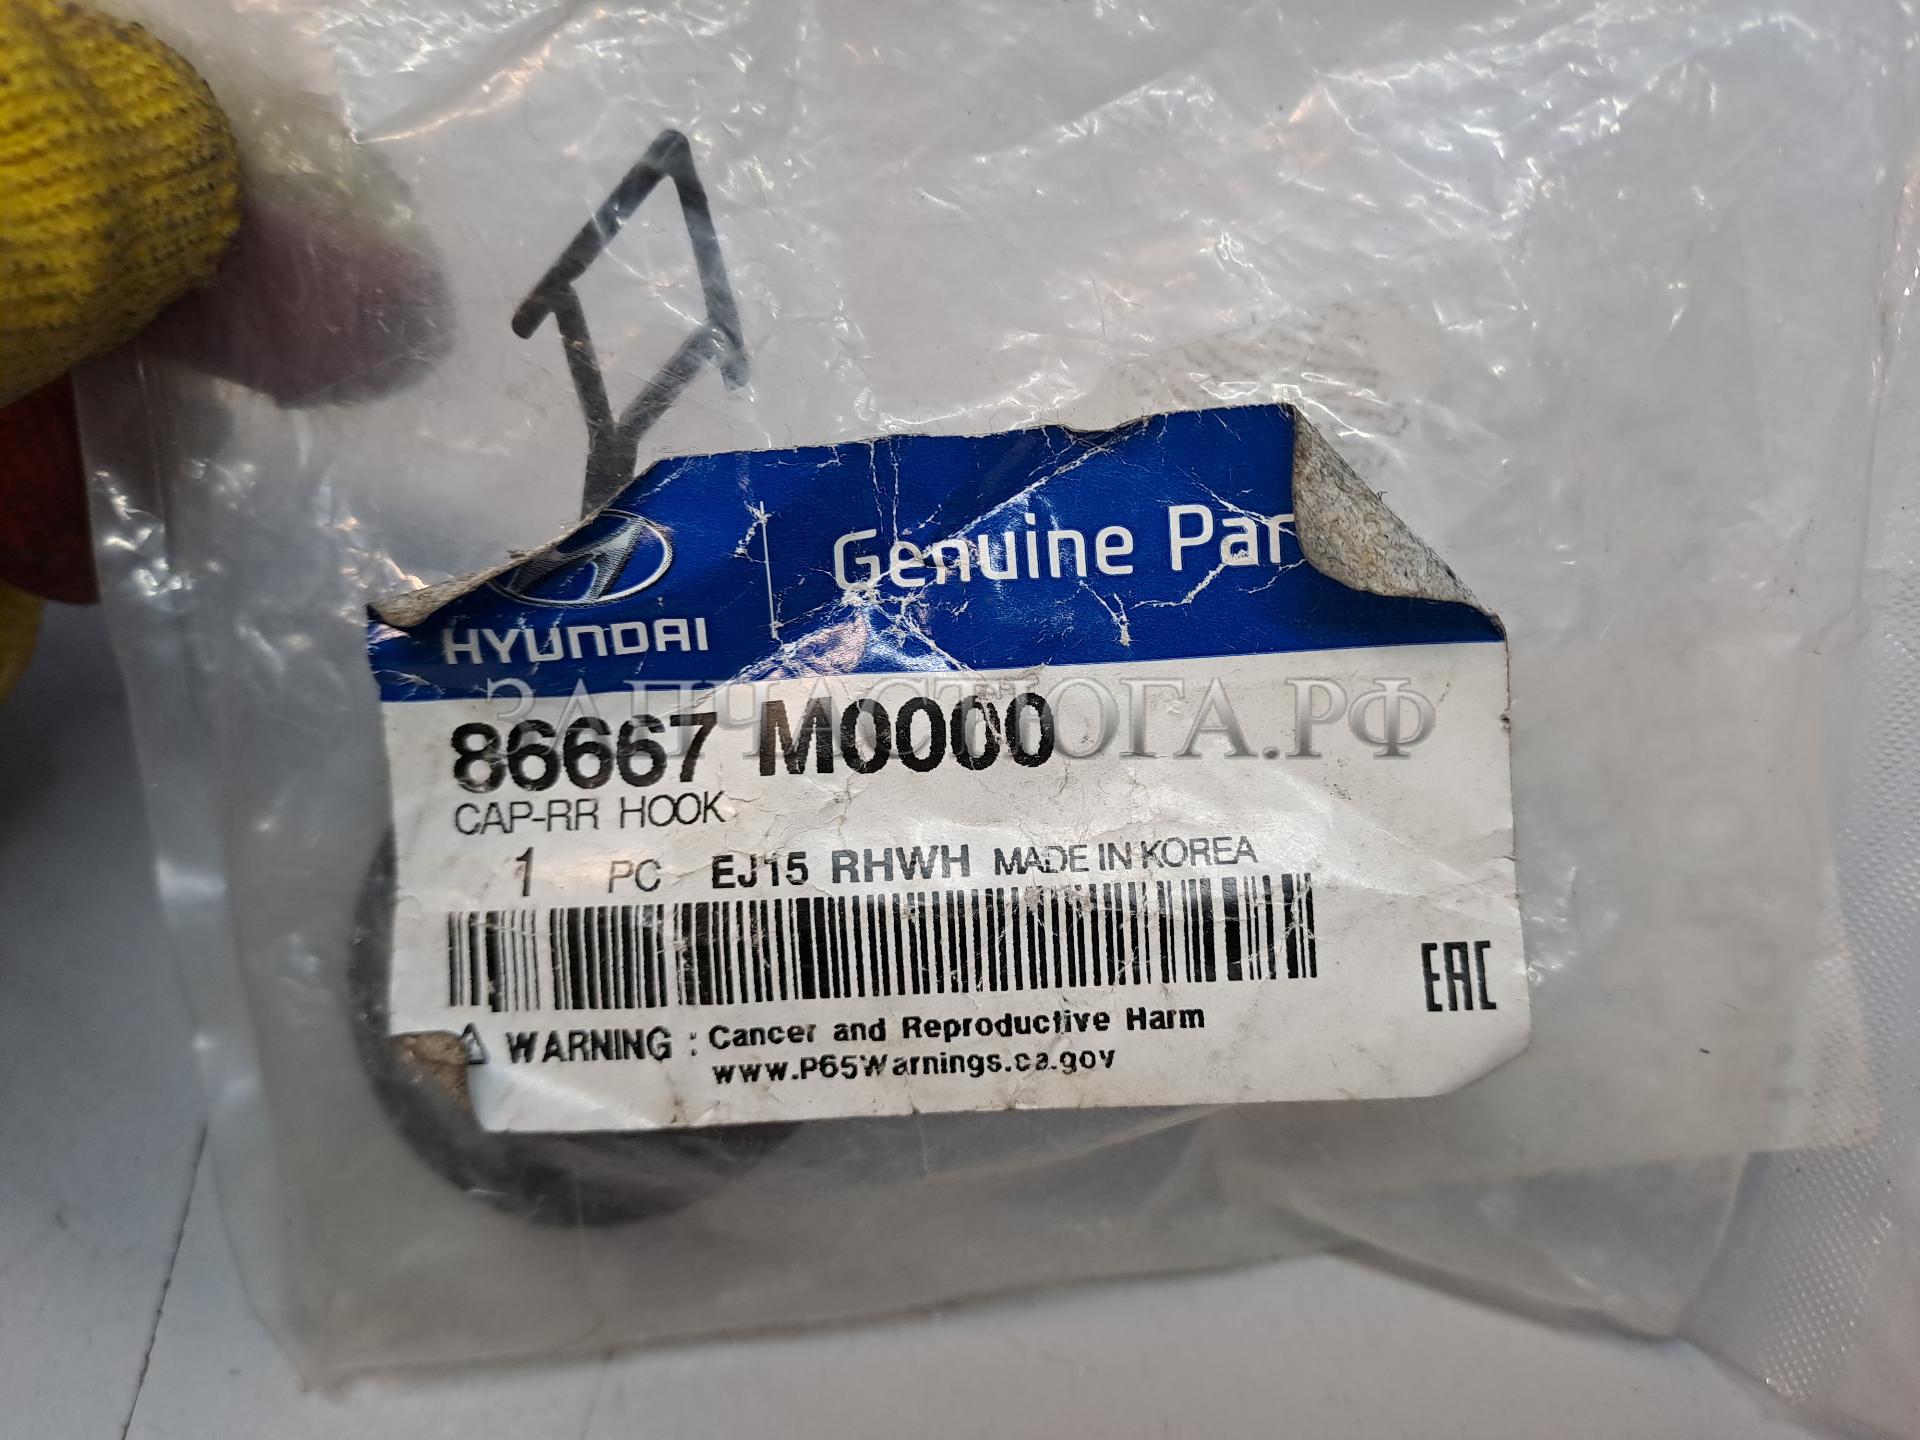 HYUNDAI
Genuine Par
ЗАПЧАСТЮГА.РФ
86667 M0000
CAP-RR HOOK
1 PC EJ15 RHWH MADE IN KOREA
WARNING : Cancer and Reproductive Harm
www.P65Warnings.ca.gov
EAC